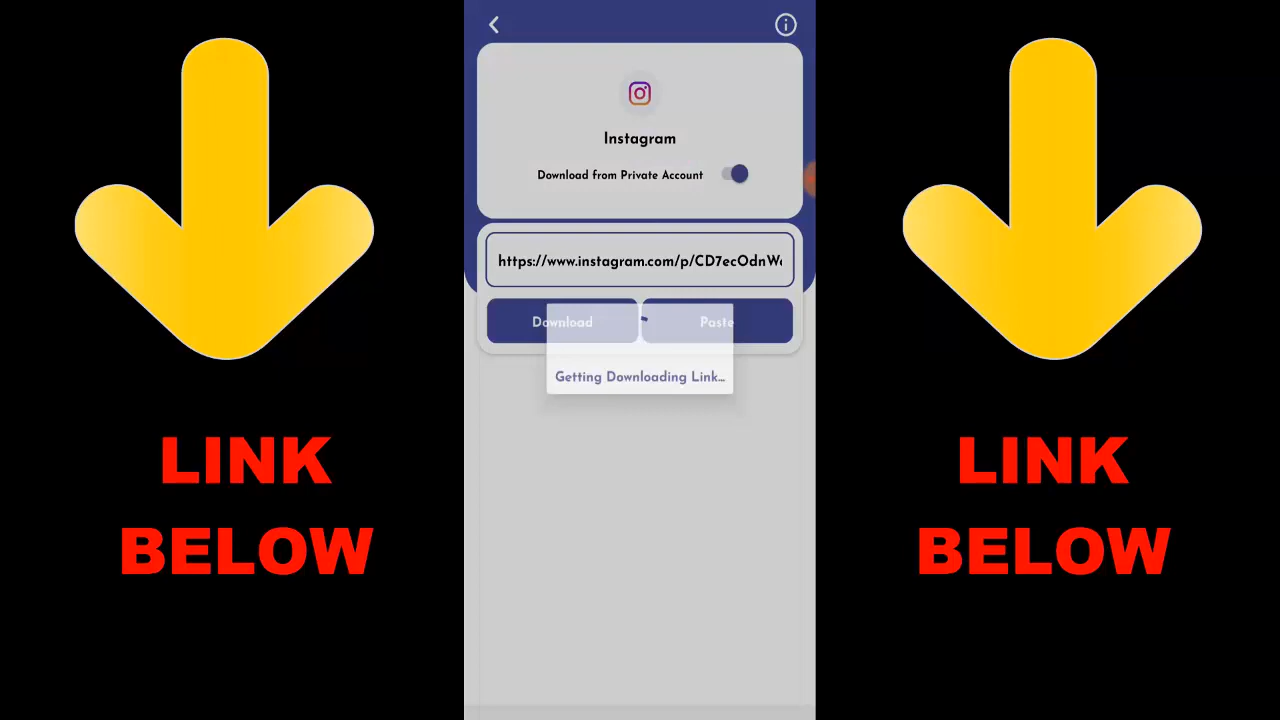 Instagram
Download from Private Account
https://www.instagram.com/p/CD7ecOdnW
Download Paste
Getting Downloading Link...
LINK
BELOW
LINK
BELOW